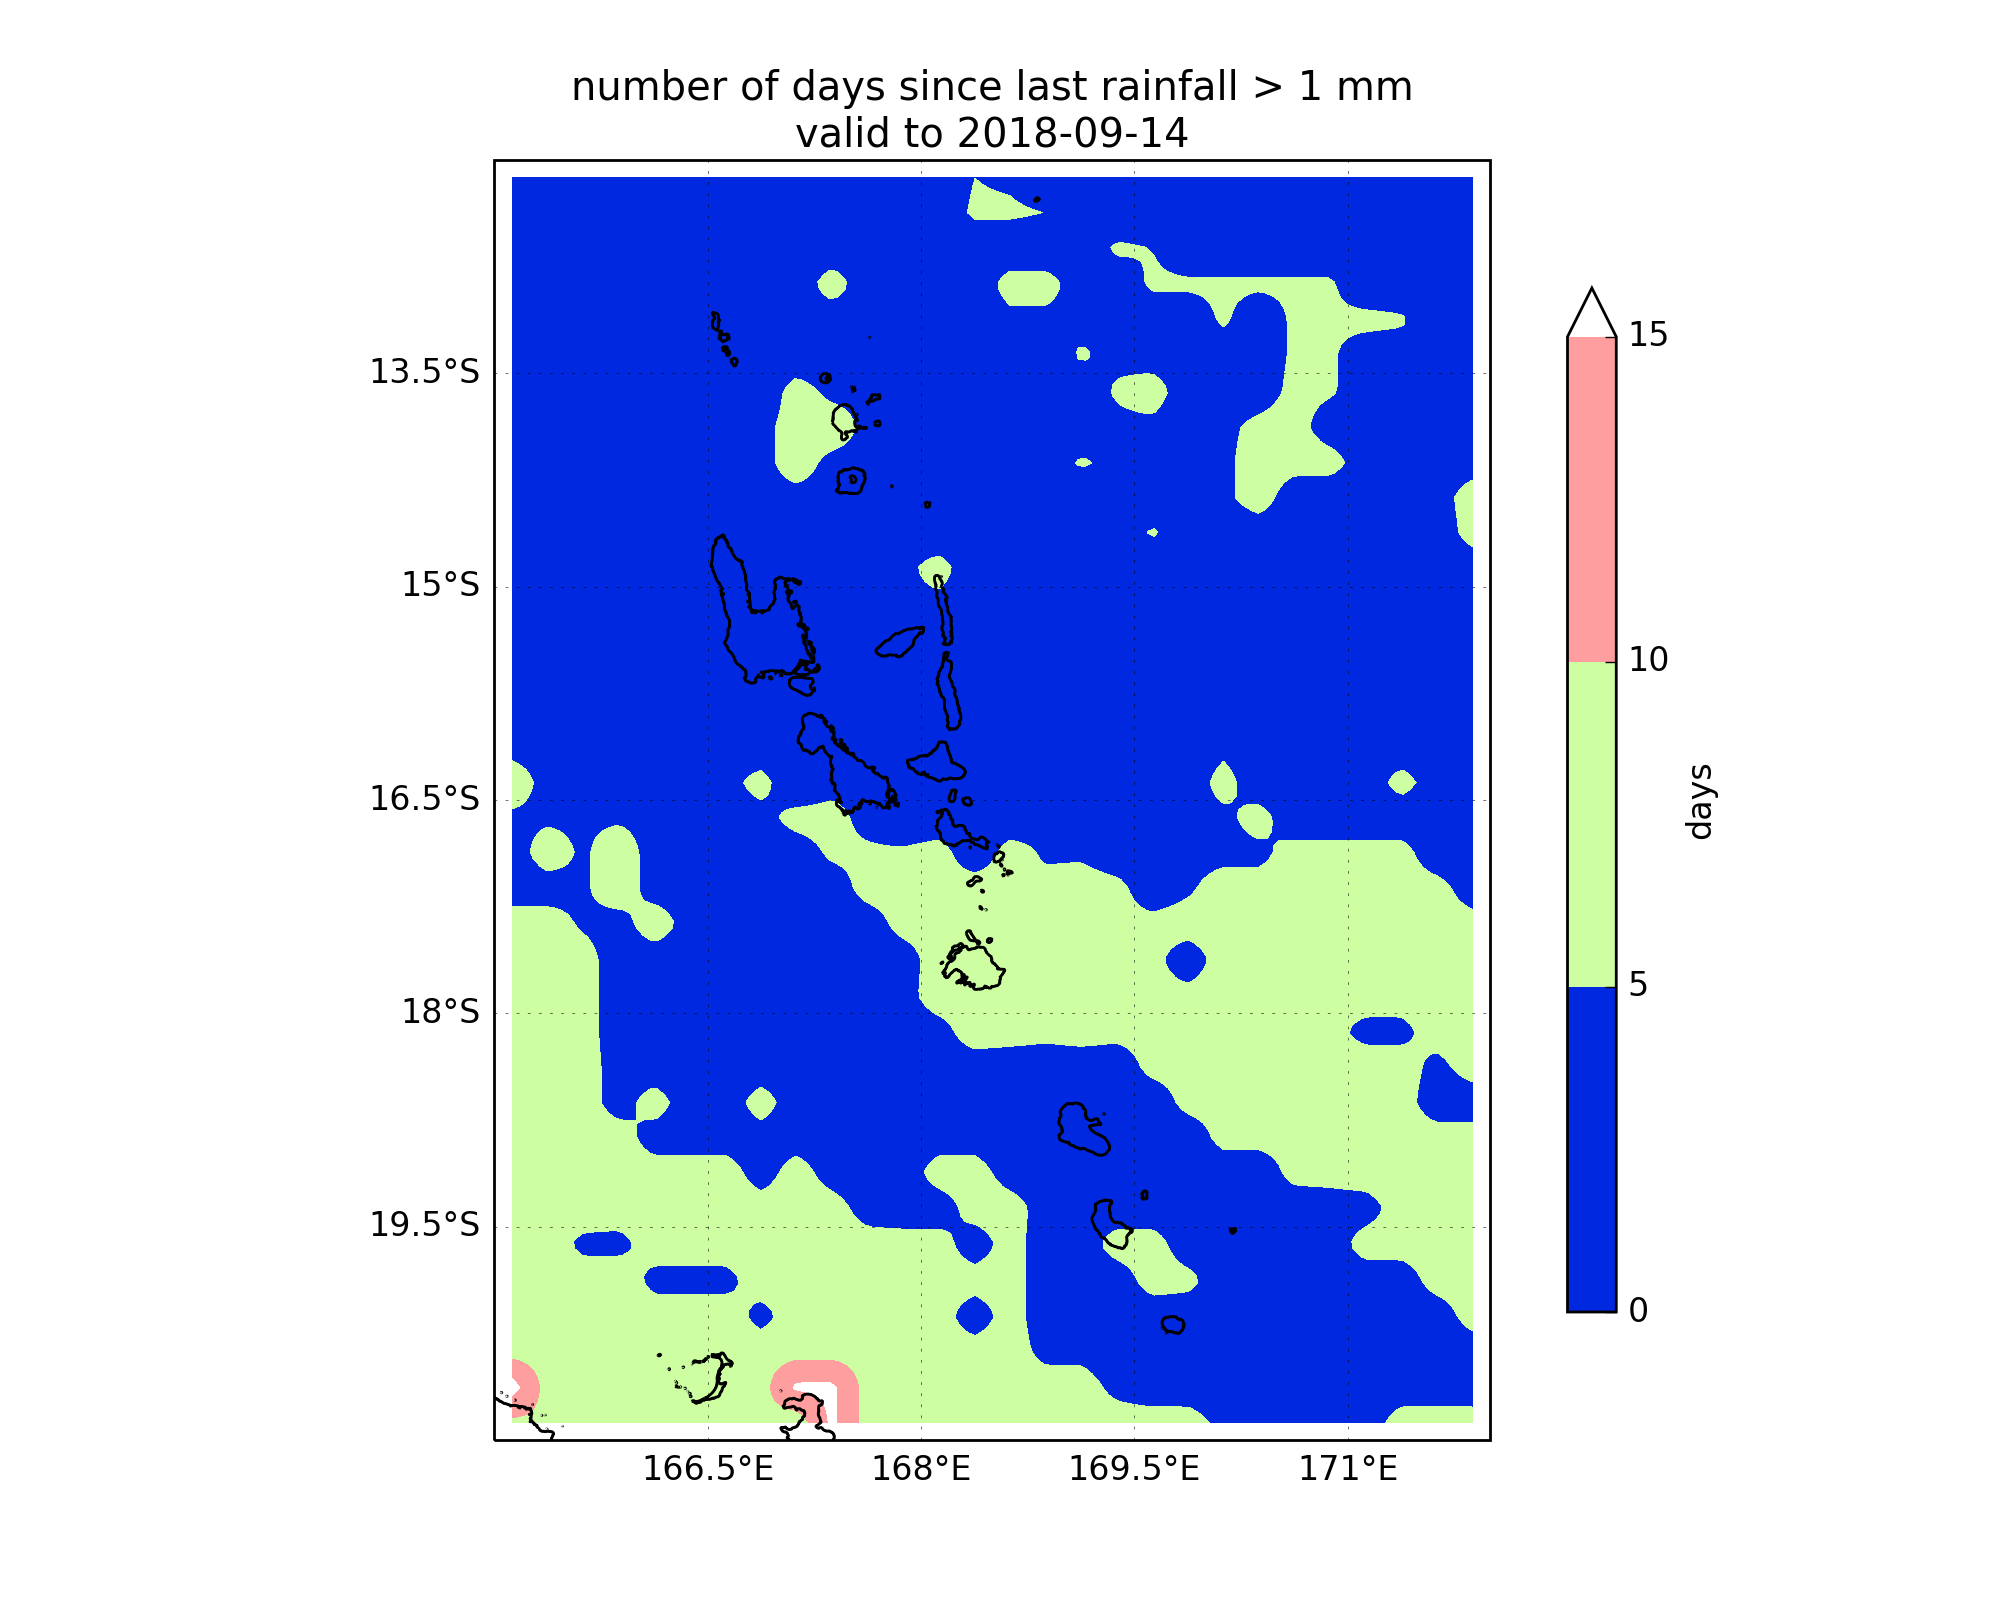 number of days since last rainfall > 1 mm
valid to 2018-09-14
13.5°S
15°S
16.5°S
18°S
19.5°S
166.5°E
168°E
169.5°E
171°E
15
10
5
0
days